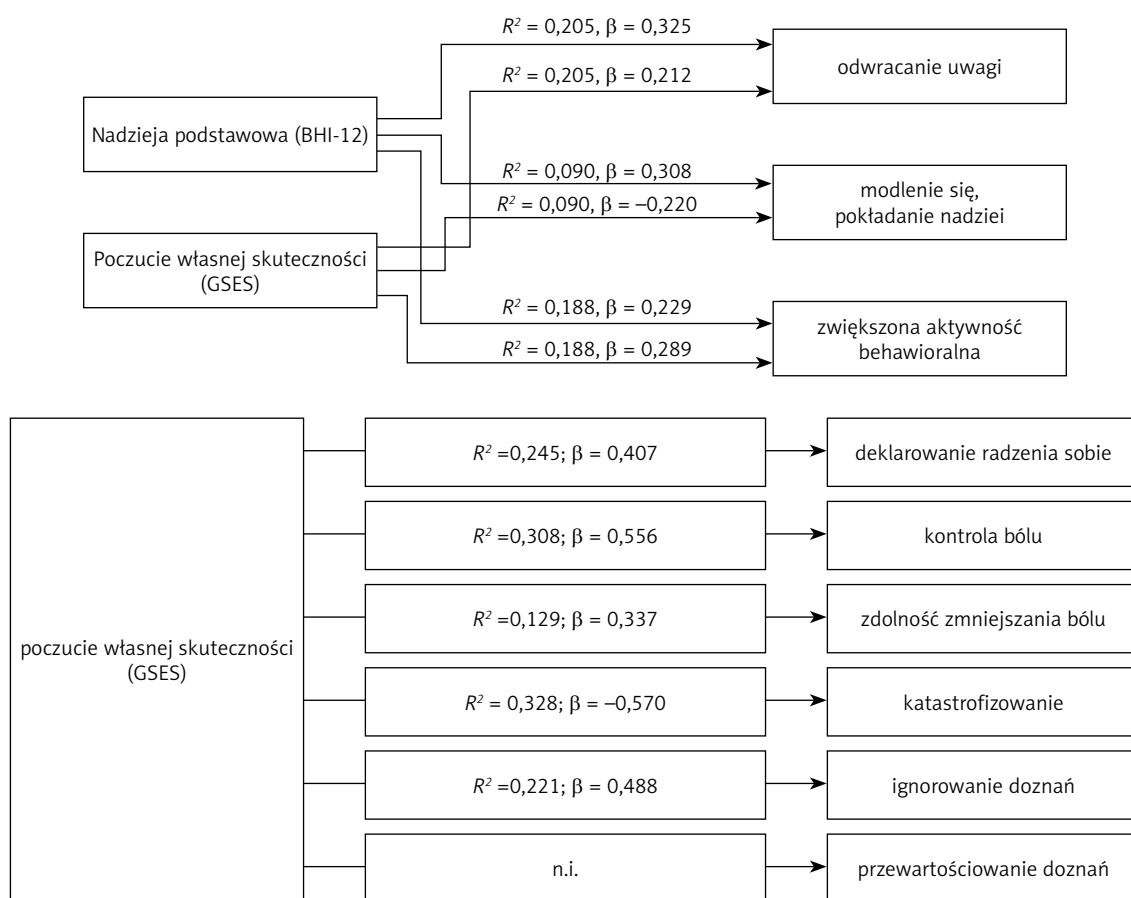 R² = 0,205, β = 0,325
odwracanie uwagi
R² = 0,205, β = 0,212
Nadzieja podstawowa (BHI-12)
R² = 0,090, β = 0,308
modlenie się,
pokładanie nadziei
R² = 0,090, β = –0,220
Poczucie własnej skuteczności
(GSES)
R² = 0,188, β = 0,229
zwiększona aktywność
behawioralna
R² = 0,188, β = 0,289
poczucie własnej skuteczności
(GSES)
R² =0,245; β = 0,407
deklarowanie radzenia sobie
R² =0,308; β = 0,556
kontrola bólu
R² =0,129; β = 0,337
zdolność zmniejszania bólu
R² = 0,328; β = –0,570
katastrofizowanie
R² =0,221; β = 0,488
ignorowanie doznań
n.i.
przewartościowanie doznań